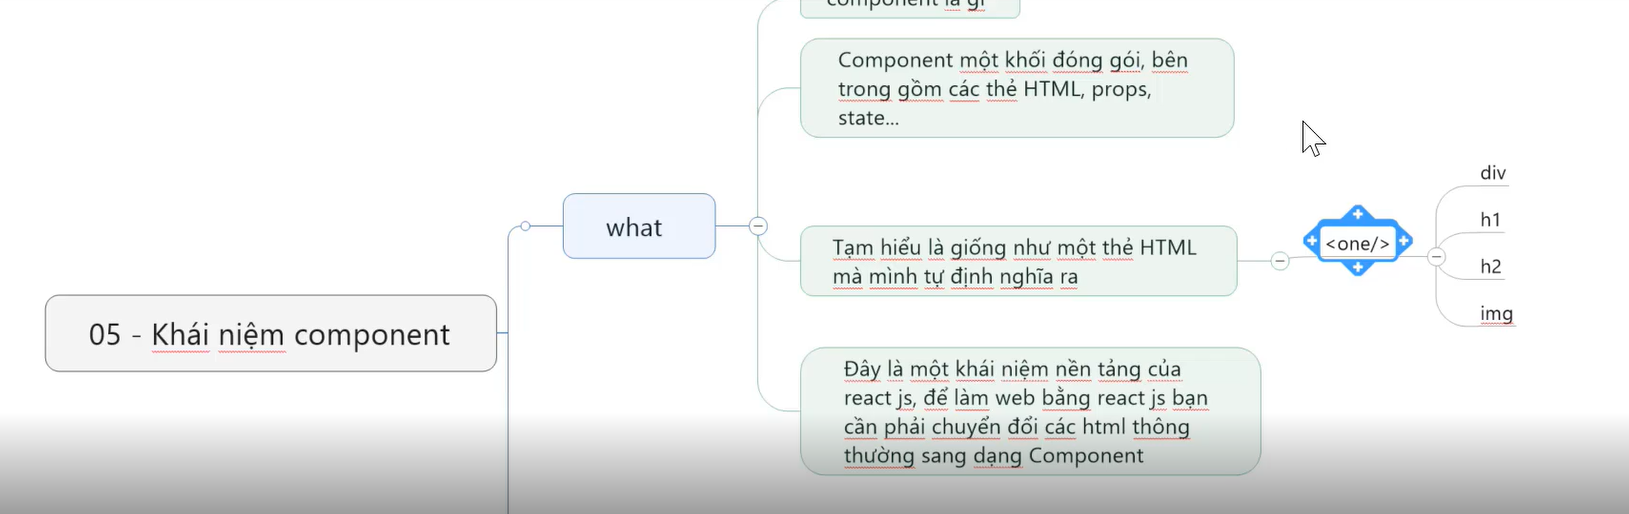 component là gì
Component một khối đóng gói, bên
trong gồm các thẻ HTML, props,
state...
what
Tạm hiểu là giống như một thẻ HTML
mà mình tự định nghĩa ra
<one/>
div
h1
h2
img
05 - Khái niệm component
Đây là một khái niệm nền tảng của
react js, để làm web bằng react js bạn
cần phải chuyển đổi các html thông
thường sang dạng Component